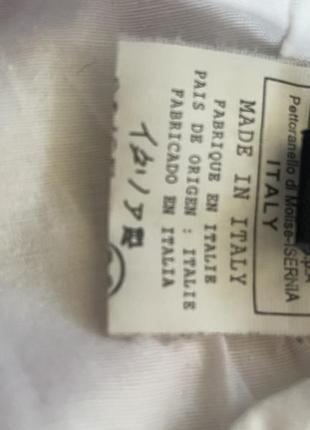 Pettoranello di Molise-ISERNIA
ITALY
MADE IN ITALY
FABRIQUE EN ITALIE
PAIS DE ORIGEN : ITALIE
FABRICADO EN ITALIA
イタリア製